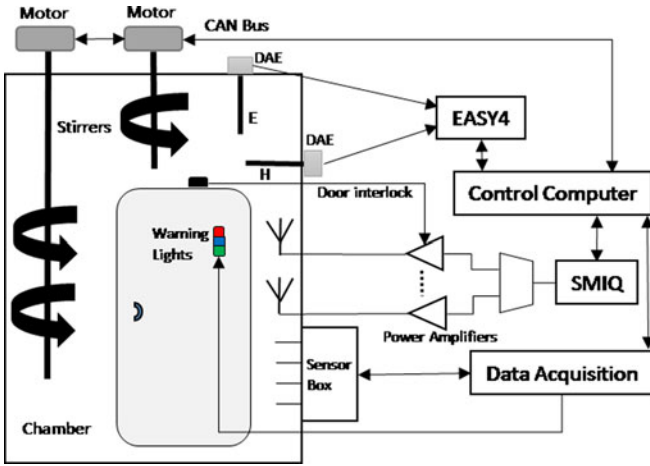 Motor
Motor
CAN Bus
DAE
Stirrers
E
EASY4
DAE
H
Door interlock
Control Computer
Warning
Lights
SMIQ
Power Amplifiers
Sensor
Box
Data Acquisition
Chamber